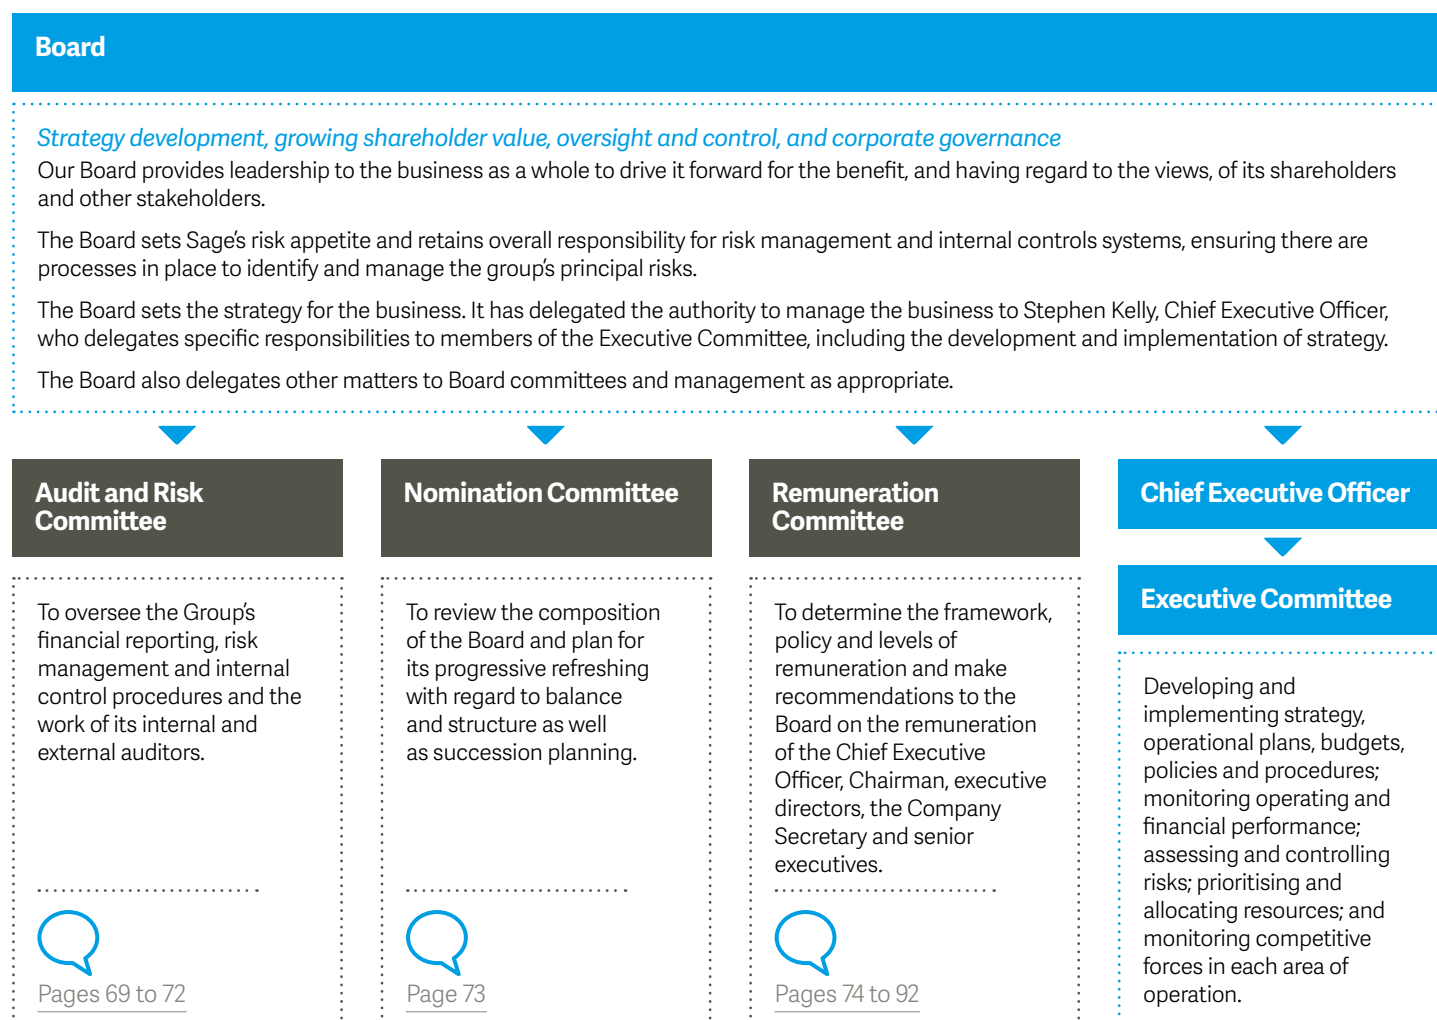 Board
Strategy development, growing shareholder value, oversight and control, and corporate governance
Our Board provides leadership to the business as a whole to drive it forward for the benefit, and having regard to the views, of its shareholders
and other stakeholders.
The Board sets Sage's risk appetite and retains overall responsibility for risk management and internal controls systems, ensuring there are
processes in place to identify and manage the group's principal risks.
The Board sets the strategy for the business. It has delegated the authority to manage the business to Stephen Kelly, Chief Executive Officer,
who delegates specific responsibilities to members of the Executive Committee, including the development and implementation of strategy.
The Board also delegates other matters to Board committees and management as appropriate.
Audit and Risk
Committee
To oversee the Group's
financial reporting, risk
management and internal
control procedures and the
work of its internal and
external auditors.
Pages 69 to 72
Nomination Committee
To review the composition
of the Board and plan for
its progressive refreshing
with regard to balance
and structure as well
as succession planning.
Page 73
Remuneration
Committee
To determine the framework,
policy and levels of
remuneration and make
recommendations to the
Board on the remuneration
of the Chief Executive
Officer, Chairman, executive
directors, the Company
Secretary and senior
executives.
Pages 74 to 92
Chief Executive Officer
Executive Committee
Developing and
implementing strategy,
operational plans, budgets,
policies and procedures;
monitoring operating and
financial performance;
assessing and controlling
risks; prioritising and
allocating resources; and
monitoring competitive
forces in each area of
operation.